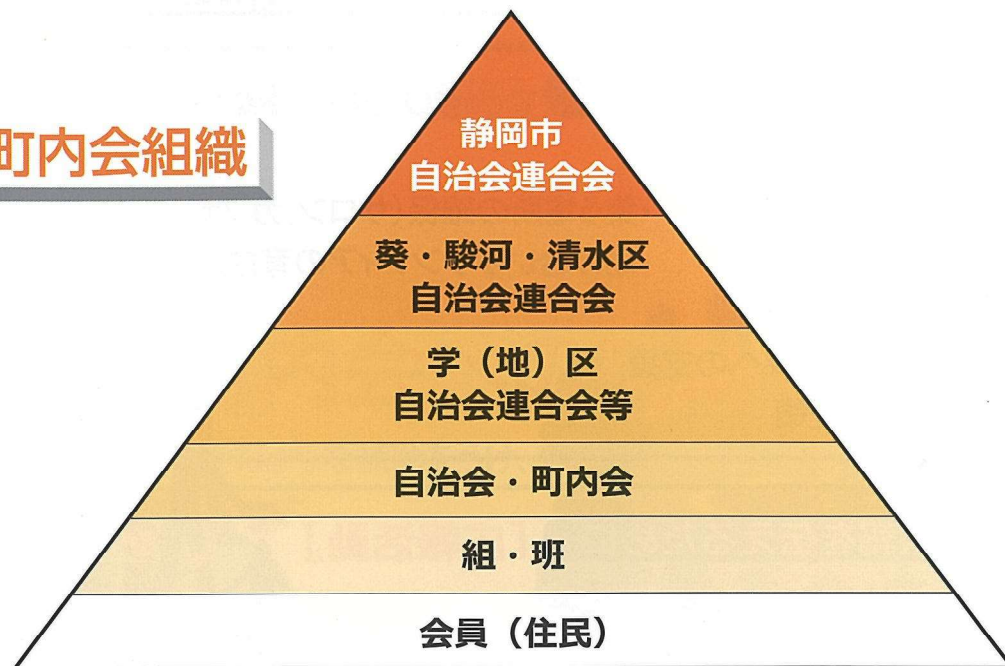 町内会組織
静岡市
自治会連合会
葵・駿河・清水区
自治会連合会
学（地）区
自治会連合会等
自治会・町内会
組・班
会員（住民）